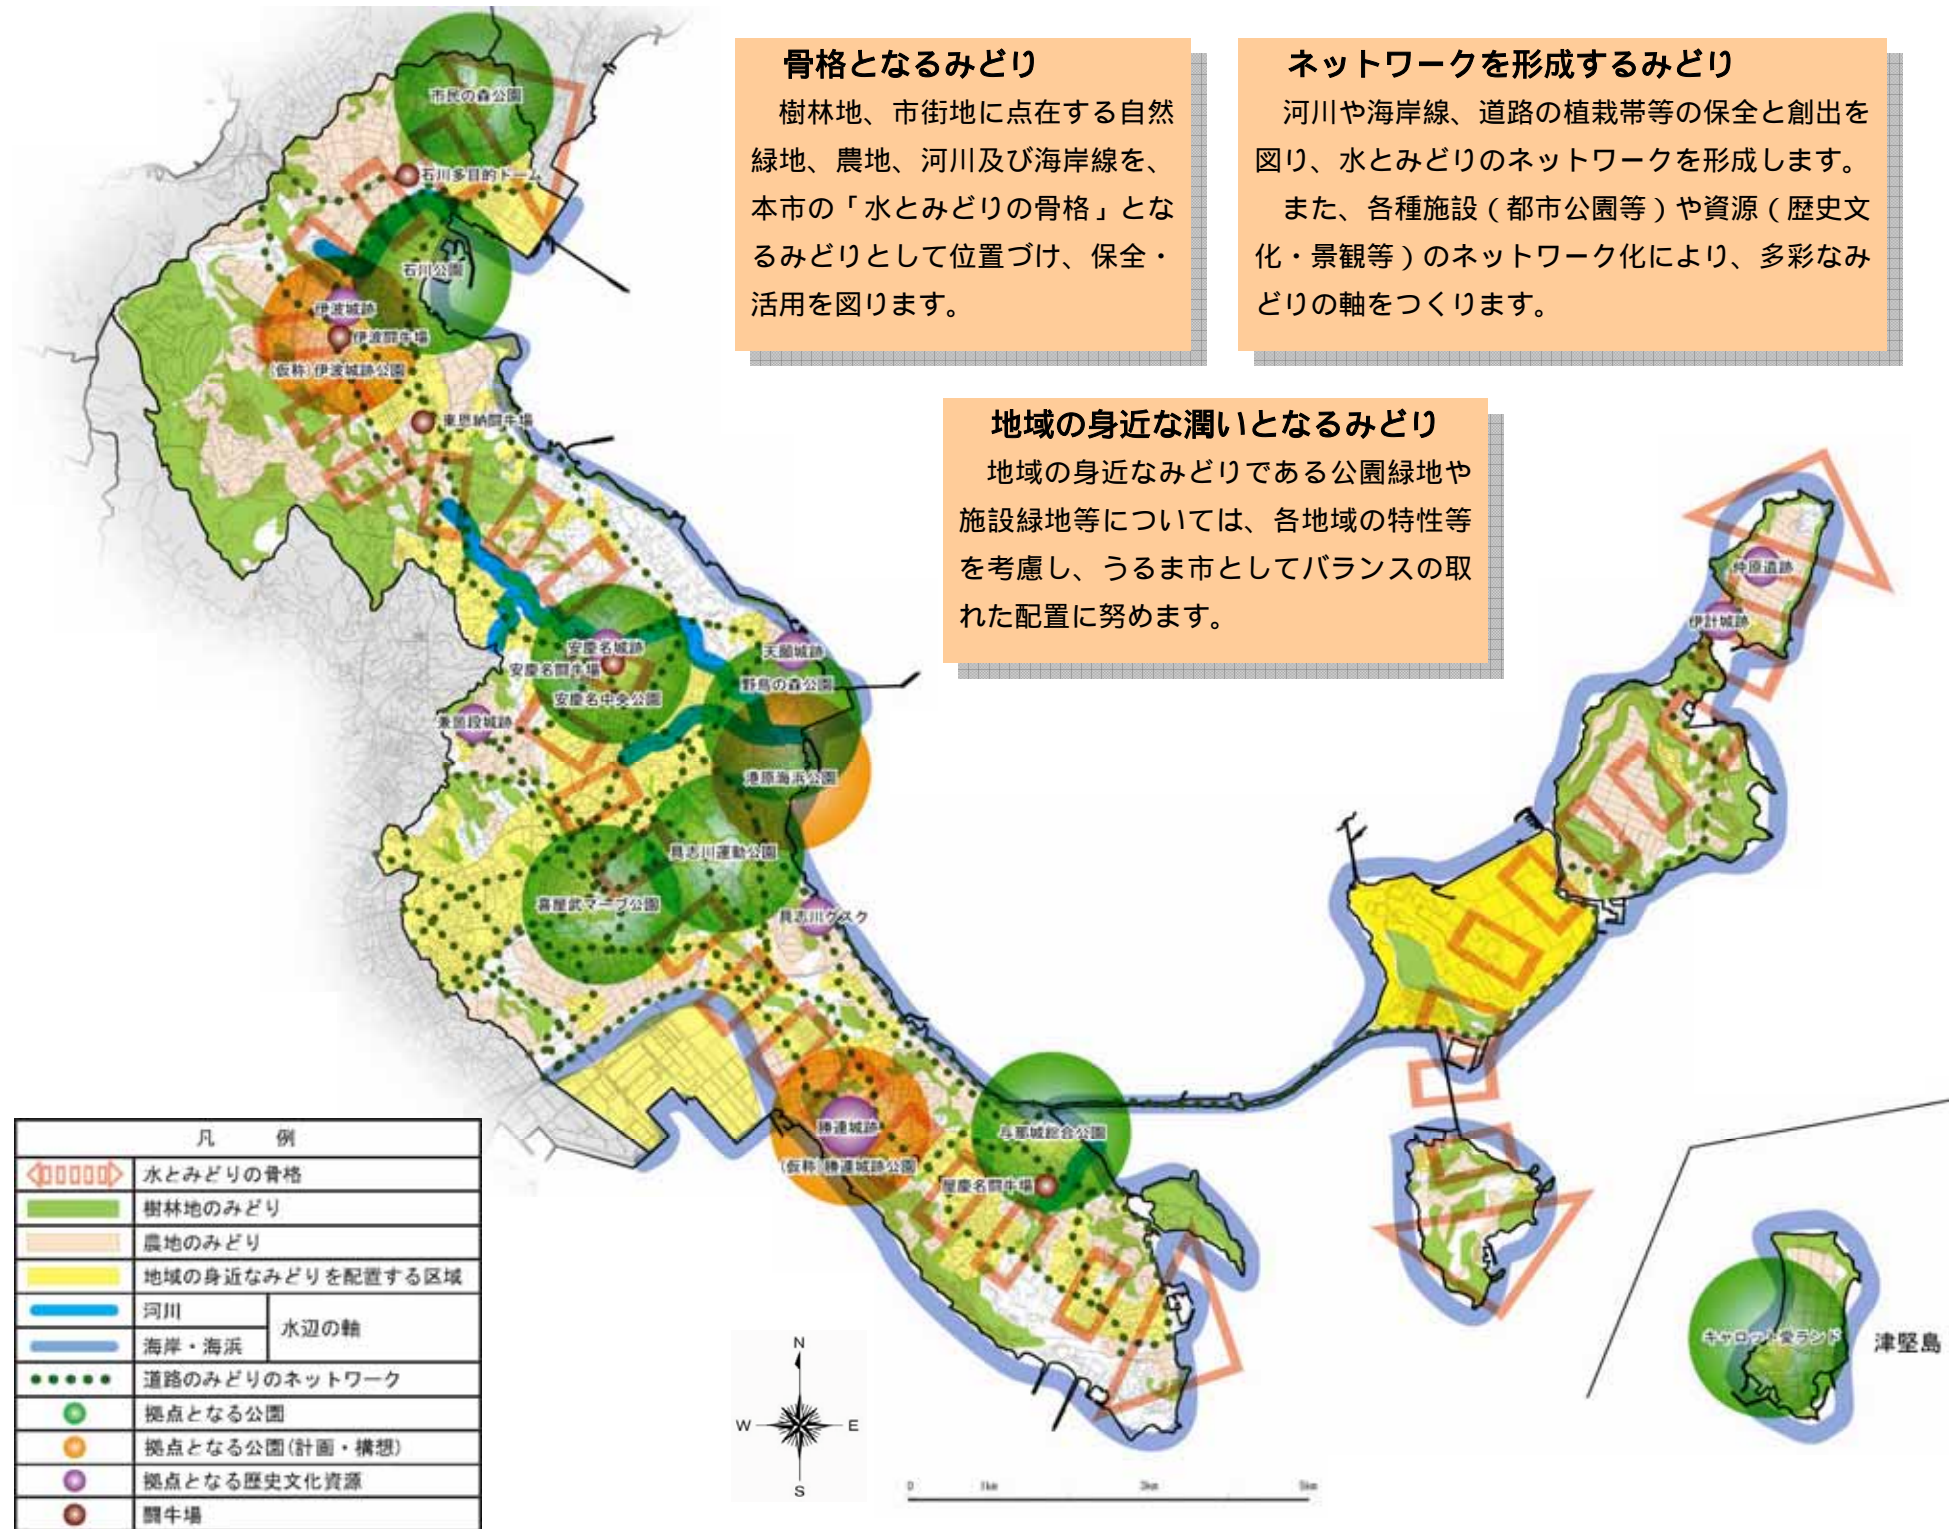 骨格となるみどり
樹林地、市街地に点在する自然
緑地、農地、河川及び海岸線を、
本市の「水とみどりの骨格」とな
るみどりとして位置づけ、保全・
活用を図ります。
ネットワークを形成するみどり
河川や海岸線、道路の植栽帯等の保全と創出を
図り、水とみどりのネットワークを形成します。
また、各種施設（都市公園等）や資源（歴史文
化・景観等）のネットワーク化により、多彩なみ
どりの軸をつくります。
地域の身近な潤いとなるみどり
地域の身近なみどりである公園緑地や
施設緑地等については、各地域の特性等
を考慮し、うるま市としてバランスの取
れた配置に努めます。
市民の森公園
石川多目的ドーム
石川公園
伊波城跡
伊波闘牛場
(仮称)伊波城跡公園
東恩納闘牛場
安慶名城跡
安慶名闘牛場
安慶名中央公園
天願城跡
野鳥の森公園
兼箇段城跡
港原海浜公園
具志川運動公園
喜屋武マーブ公園
具志川グスク
勝連城跡
(仮称)勝連城跡公園
与那城総合公園
屋慶名闘牛場
仲原遺跡
伊計城跡
キャロット愛ランド
津堅島
凡 例
水とみどりの骨格
樹林地のみどり
農地のみどり
地域の身近なみどりを配置する区域
河川
水辺の軸
海岸・海浜
道路のみどりのネットワーク
拠点となる公園
拠点となる公園(計画・構想)
拠点となる歴史文化資源
闘牛場
N
W
E
S
0 1km 3km 5km